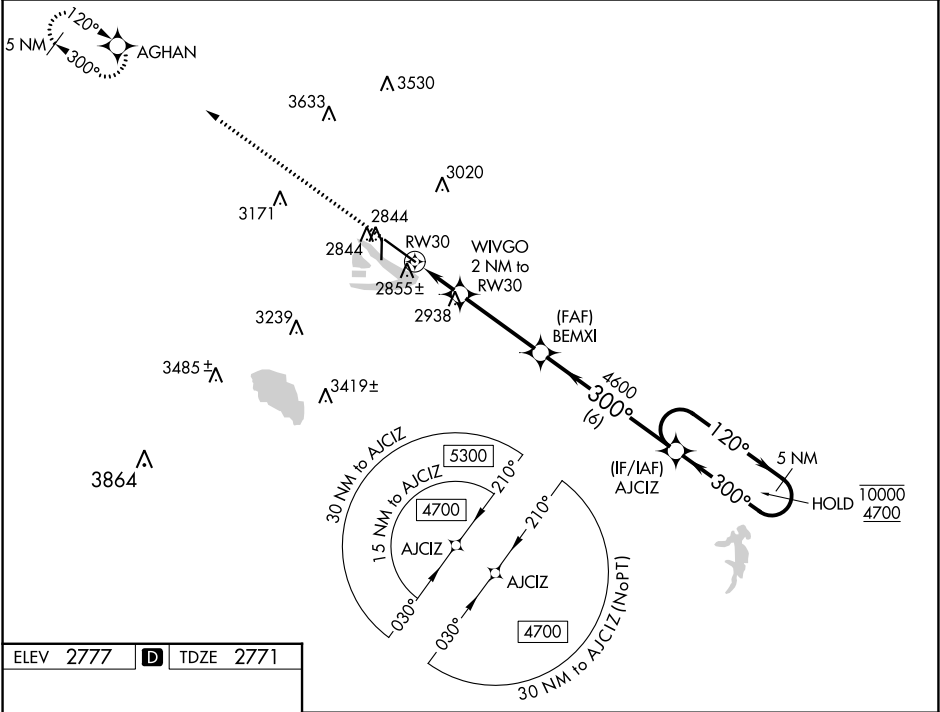 120°
5 NM
300°
AGHAN
3530
3633
3020
3171
2844
2844
RW30
WIVGO
2 NM to
RW30
2855±
2938
(FAF)
BEMXI
3239
3485±
3419±
4600
300°
(6)
120°
5 NM
300°
(IF/IAF)
AJCIZ
HOLD
10000
4700
3864
30 NM to AJCIZ
5300
210°
15 NM to AJCIZ
4700
AJCIZ
030°
210°
AJCIZ
030°
4700
30 NM to AJCIZ (NoPT)
ELEV 2777 D TDZE 2771